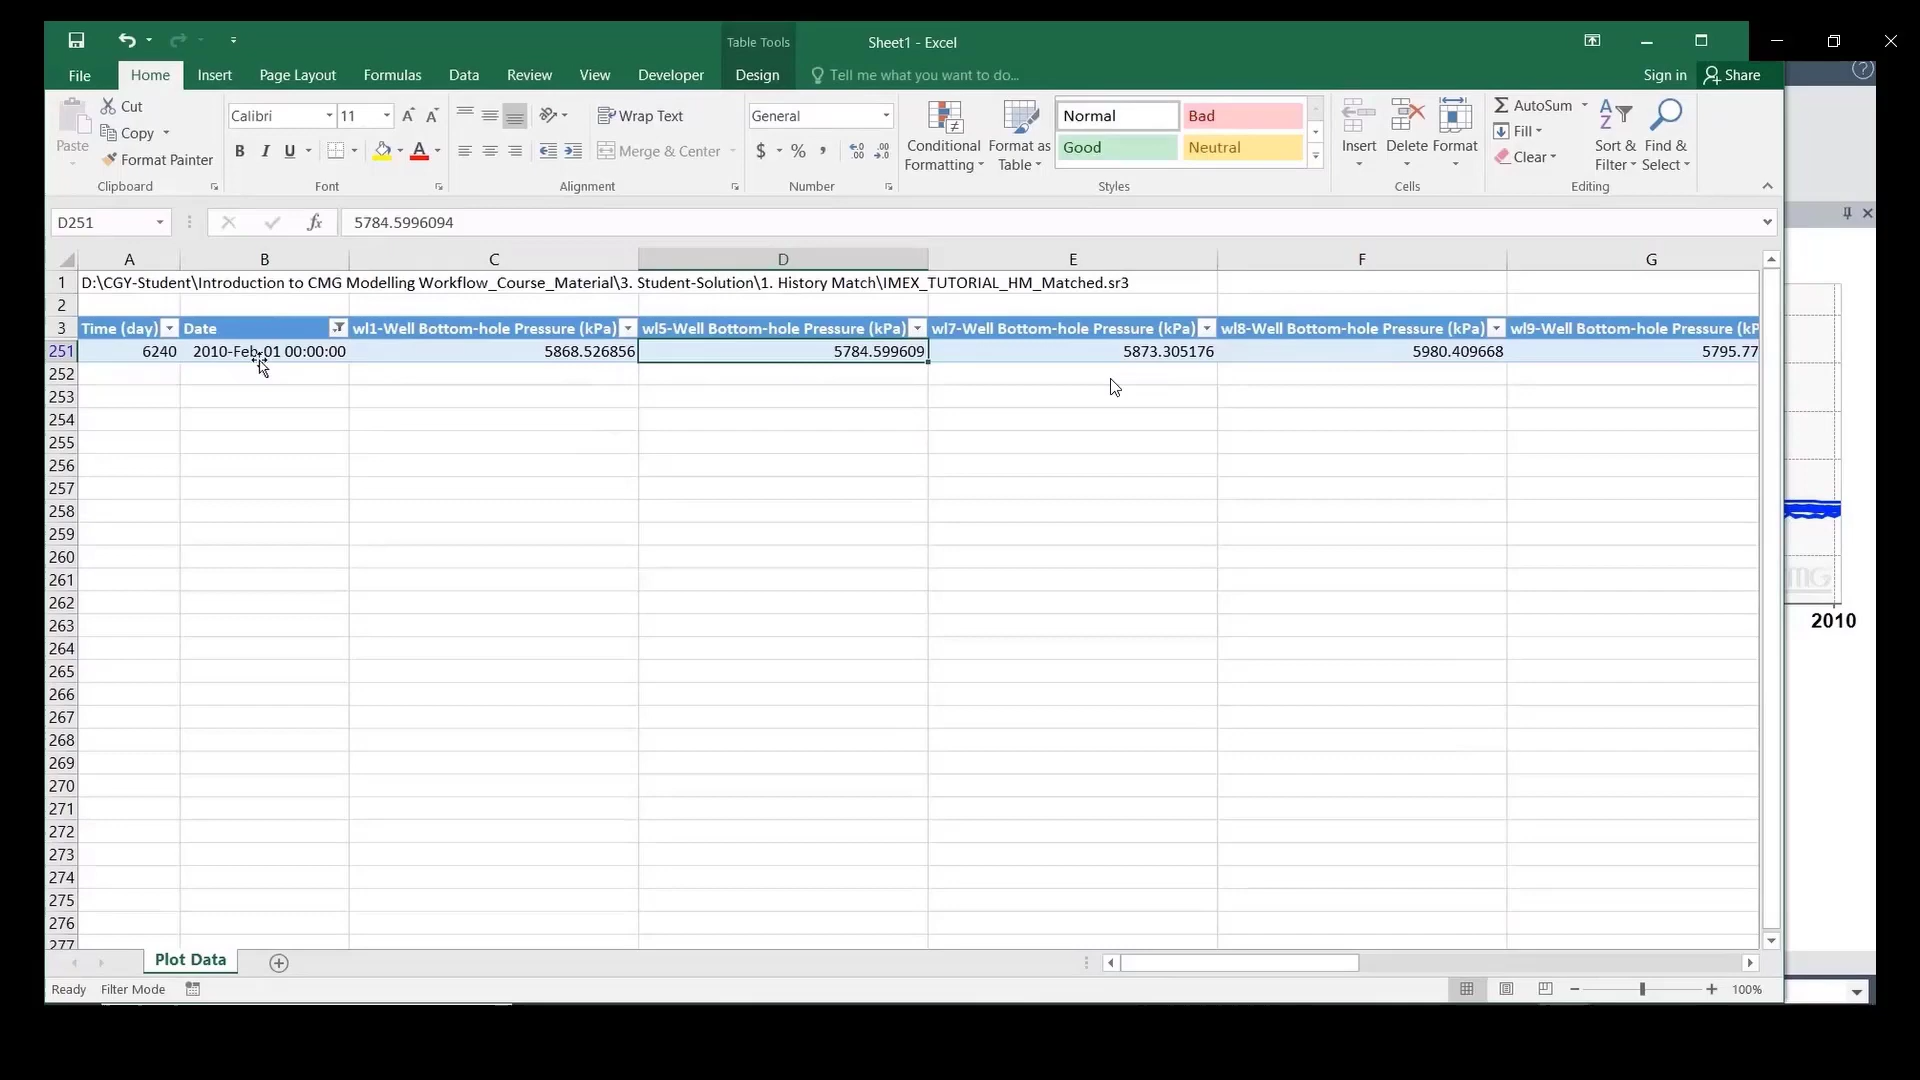 Table Tools
Sheet1 - Excel
File
Home
Insert
Page Layout
Formulas
Data
Review
View
Developer
Design
Tell me what you want to do...
Sign in
Share
Paste
Cut
Copy
Format Painter
Clipboard
Calibri
11
B I U
Font
Wrap Text
Merge & Center
Alignment
General
$ % ,
Number
Conditional Formatting
Format as Table
Normal
Bad
Good
Neutral
Styles
Insert
Delete
Format
Cells
AutoSum
Fill
Clear
Sort & Filter
Find & Select
Editing
D251
fx
5784.5996094
A B C D E F G
1 D:\CGY-Student\Introduction to CMG Modelling Workflow_Course_Material\3. Student-Solution\1. History Match\IMEX_TUTORIAL_HM_Matched.sr3
2
3 Time (day) Date wl1-Well Bottom-hole Pressure (kPa) wl5-Well Bottom-hole Pressure (kPa) wl7-Well Bottom-hole Pressure (kPa) wl8-Well Bottom-hole Pressure (kPa) wl9-Well Bottom-hole Pressure (kP
251 6240 2010-Feb-01 00:00:00 5868.526856 5784.599609 5873.305176 5980.409668 5795.77
252
253
254
255
256
257
258
259
260
261
262
263
264
265
266
267
268
269
270
271
272
273
274
275
276
277
2010
Plot Data
Ready
Filter Mode
100%